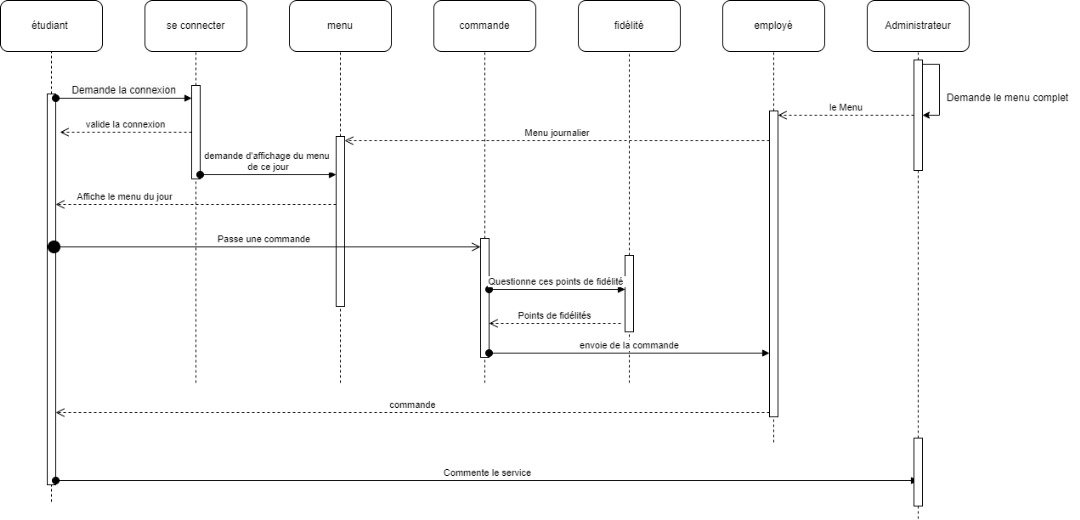 étudiant
se connecter
menu
commande
fidélité
employé
Administrateur
Demande la connexion
Demande le menu complet
le Menu
valide la connexion
Menu journalier
demande d'affichage du menu
de ce jour
Affiche le menu du jour
Passe une commande
Questionne ces points de fidélité
Points de fidélités
envoie de la commande
commande
Commente le service